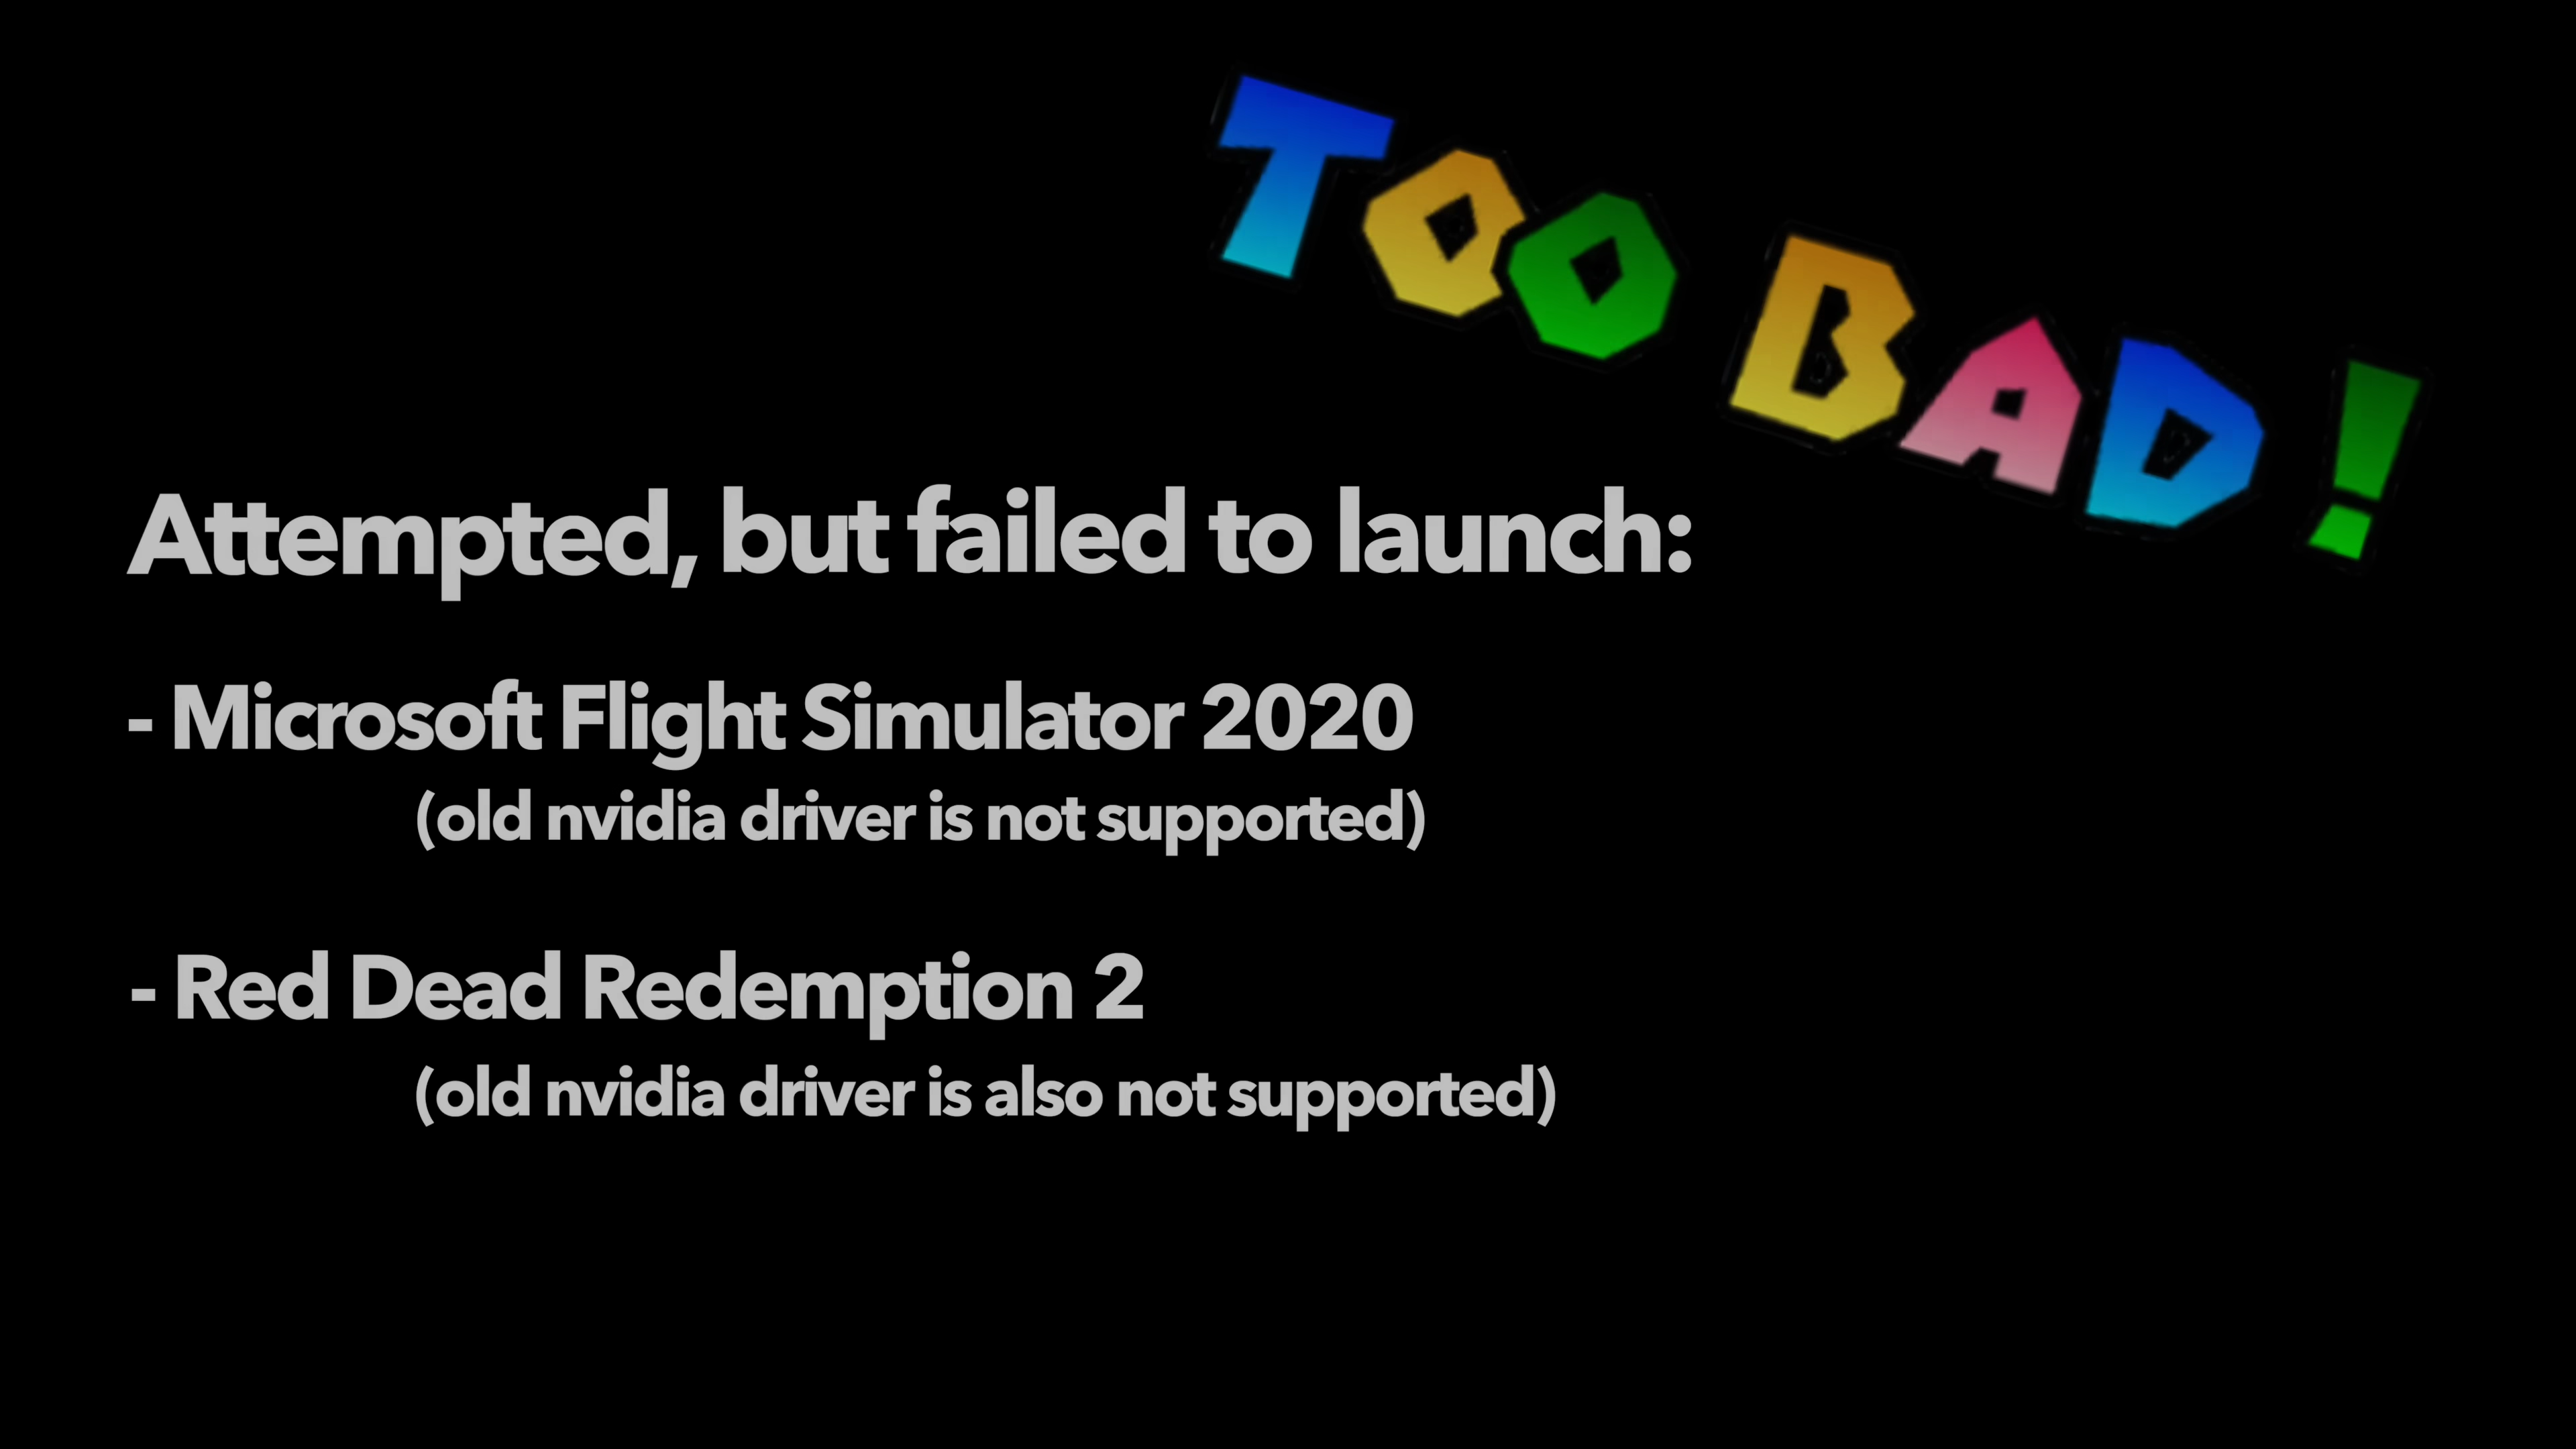 TOO BAD!
Attempted, but failed to launch:
- Microsoft Flight Simulator 2020
(old nvidia driver is not supported)
- Red Dead Redemption 2
(old nvidia driver is also not supported)